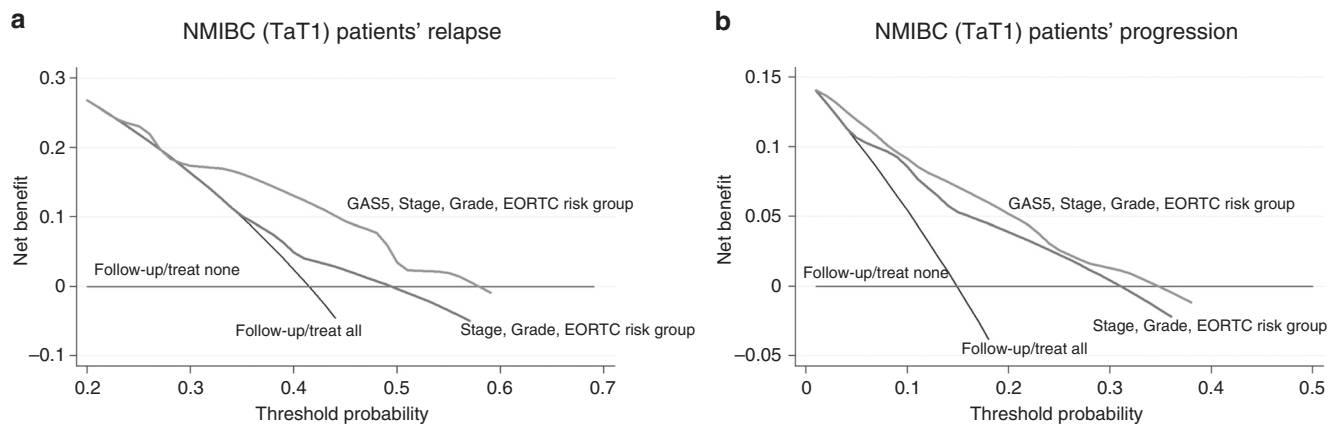 a
NMIBC (TaT1) patients’ relapse
Net benefit
0.3
0.2
0.1
0
–0.1
GAS5, Stage, Grade, EORTC risk group
Follow-up/treat none
Follow-up/treat all
Stage, Grade, EORTC risk group
0.2 0.3 0.4 0.5 0.6 0.7
Threshold probability
b
NMIBC (TaT1) patients’ progression
Net benefit
0.15
0.1
0.05
0
–0.05
GAS5, Stage, Grade, EORTC risk group
Follow-up/treat none
Stage, Grade, EORTC risk group
Follow-up/treat all
0 0.1 0.2 0.3 0.4 0.5
Threshold probability